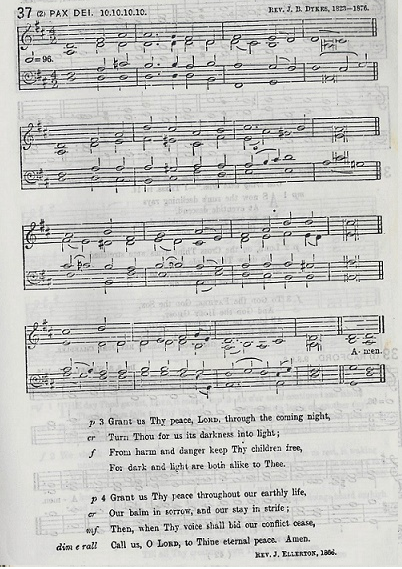 37 (2) PAX DEI. 10.10.10.10. REV. J. B. DYKES, 1823—1876.
=96.
A- men.
p 3 Grant us Thy peace, LORD, through the coming night,
cr Turn Thou for us its darkness into light;
f From harm and danger keep Thy children free,
For dark and light are both alike to Thee.
p 4 Grant us Thy peace throughout our earthly life,
cr Our balm in sorrow, and our stay in strife;
mf Then, when Thy voice shall bid our conflict cease,
dim e rall Call us, O LORD, to Thine eternal peace. Amen.
REV. J. ELLERTON, 1866.